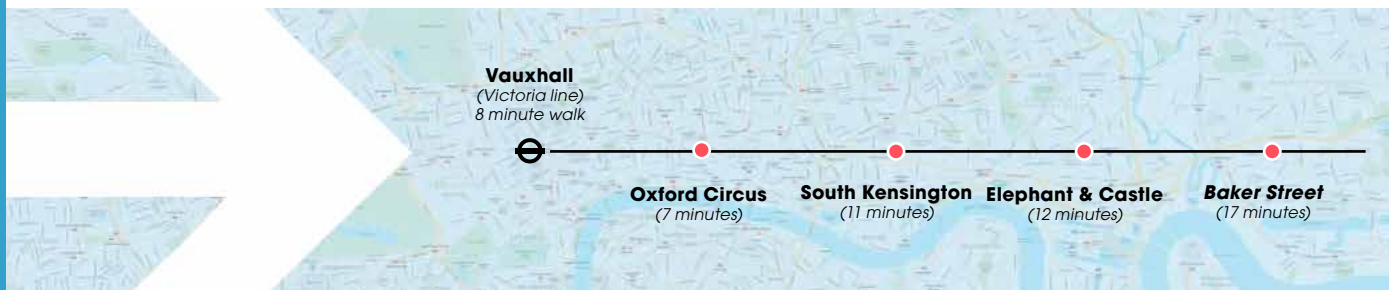 Vauxhall
(Victoria line)
8 minute walk
Oxford Circus
(7 minutes)
South Kensington
(11 minutes)
Elephant & Castle
(12 minutes)
Baker Street
(17 minutes)